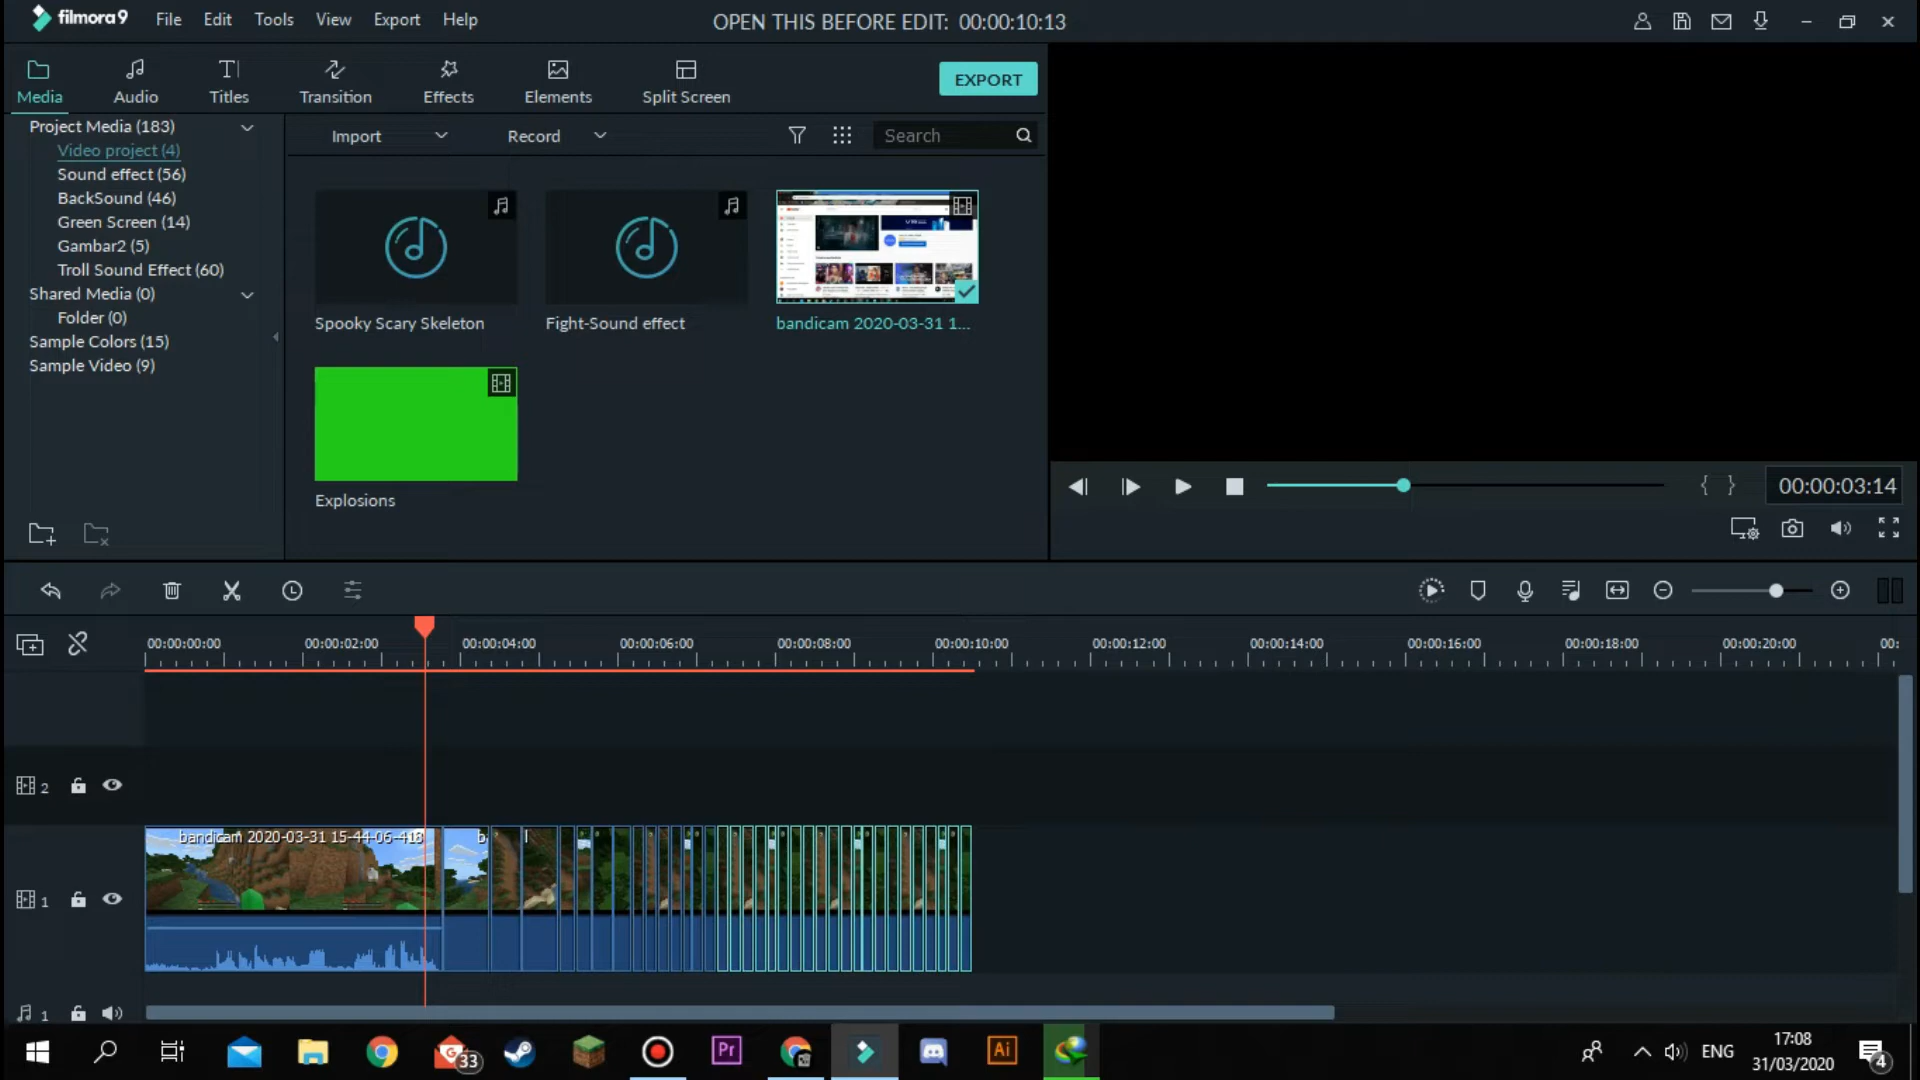 filmora9 File Edit Tools View Export Help
OPEN THIS BEFORE EDIT: 00:00:10:13
Media Audio Titles Transition Effects Elements Split Screen
EXPORT
Project Media (183)
Video project (4)
Sound effect (56)
BackSound (46)
Green Screen (14)
Gambar2 (5)
Troll Sound Effect (60)
Shared Media (0)
Folder (0)
Sample Colors (15)
Sample Video (9)
Import Record Search
Spooky Scary Skeleton
Fight-Sound effect
bandicam 2020-03-31 1...
Explosions
{ } 00:00:03:14
00:00:00:00 00:00:02:00 00:00:04:00 00:00:06:00 00:00:08:00 00:00:10:00 00:00:12:00 00:00:14:00 00:00:16:00 00:00:18:00 00:00:20:00 00:
2
bandicam 2020-03-31 15-44-06-418 b
1
1
33 Pr Ai ENG
17:08
31/03/2020
4